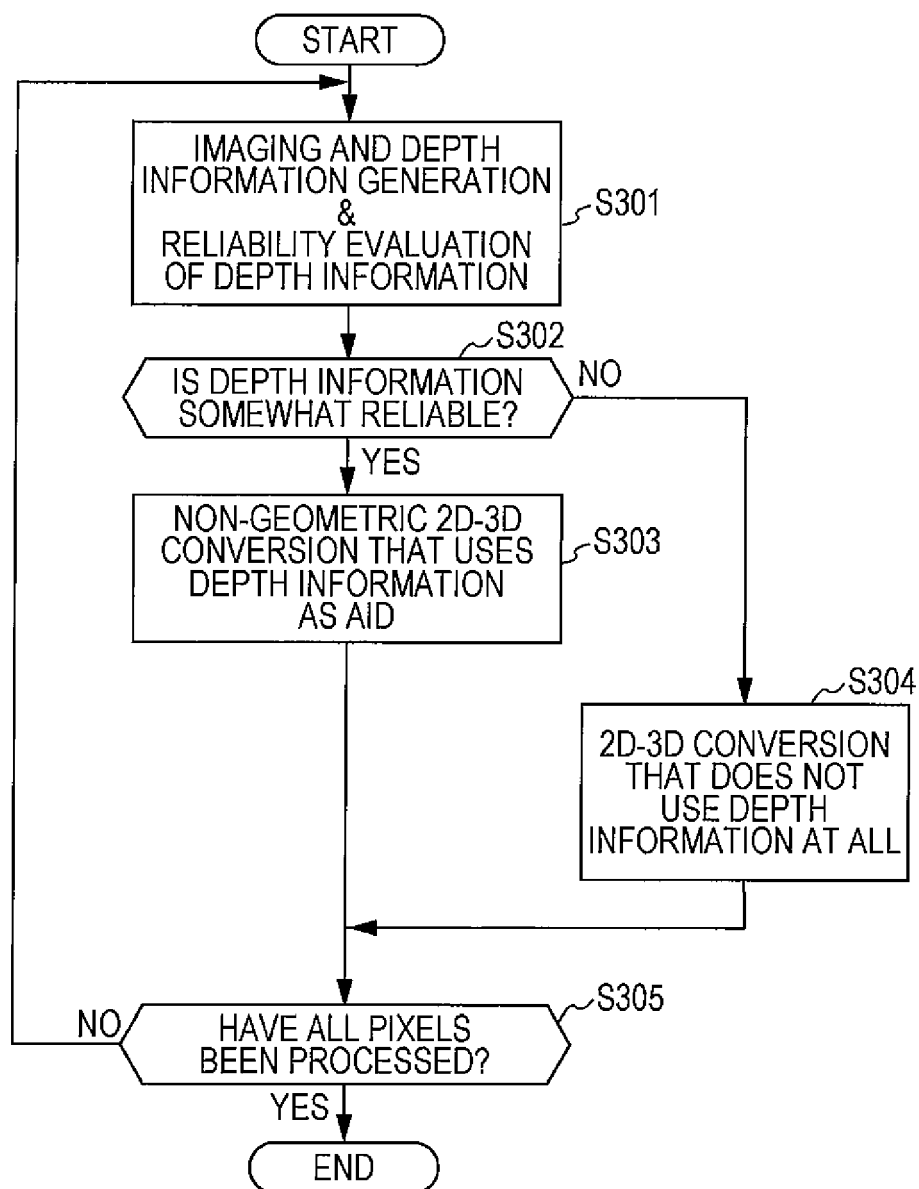 START
IMAGING AND DEPTH
INFORMATION GENERATION
&
RELIABILITY EVALUATION
OF DEPTH INFORMATION
S301
S302
IS DEPTH INFORMATION
SOMEWHAT RELIABLE?
NO
YES
NON-GEOMETRIC 2D-3D
CONVERSION THAT USES
DEPTH INFORMATION
AS AID
S303
S304
2D-3D CONVERSION
THAT DOES NOT
USE DEPTH
INFORMATION AT ALL
S305
HAVE ALL PIXELS
BEEN PROCESSED?
NO
YES
END